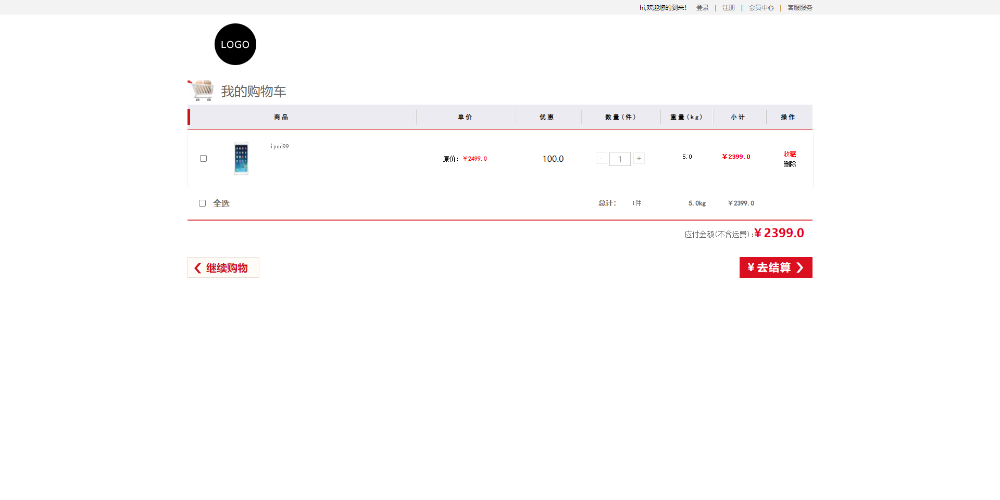 hi,欢迎您的到来! 登录 | 注册 | 会员中心 | 客服服务
LOGO
我的购物车
商品 单价 优惠 数量(件) 重量(kg) 小计 操作
ipad99
原价：￥2499.0 100.0 - 1 + 5.0 ￥2399.0 收藏
删除
全选 总计： 1件 5.0kg ￥2399.0
应付金额(不含运费):￥2399.0
继续购物 ¥ 去结算